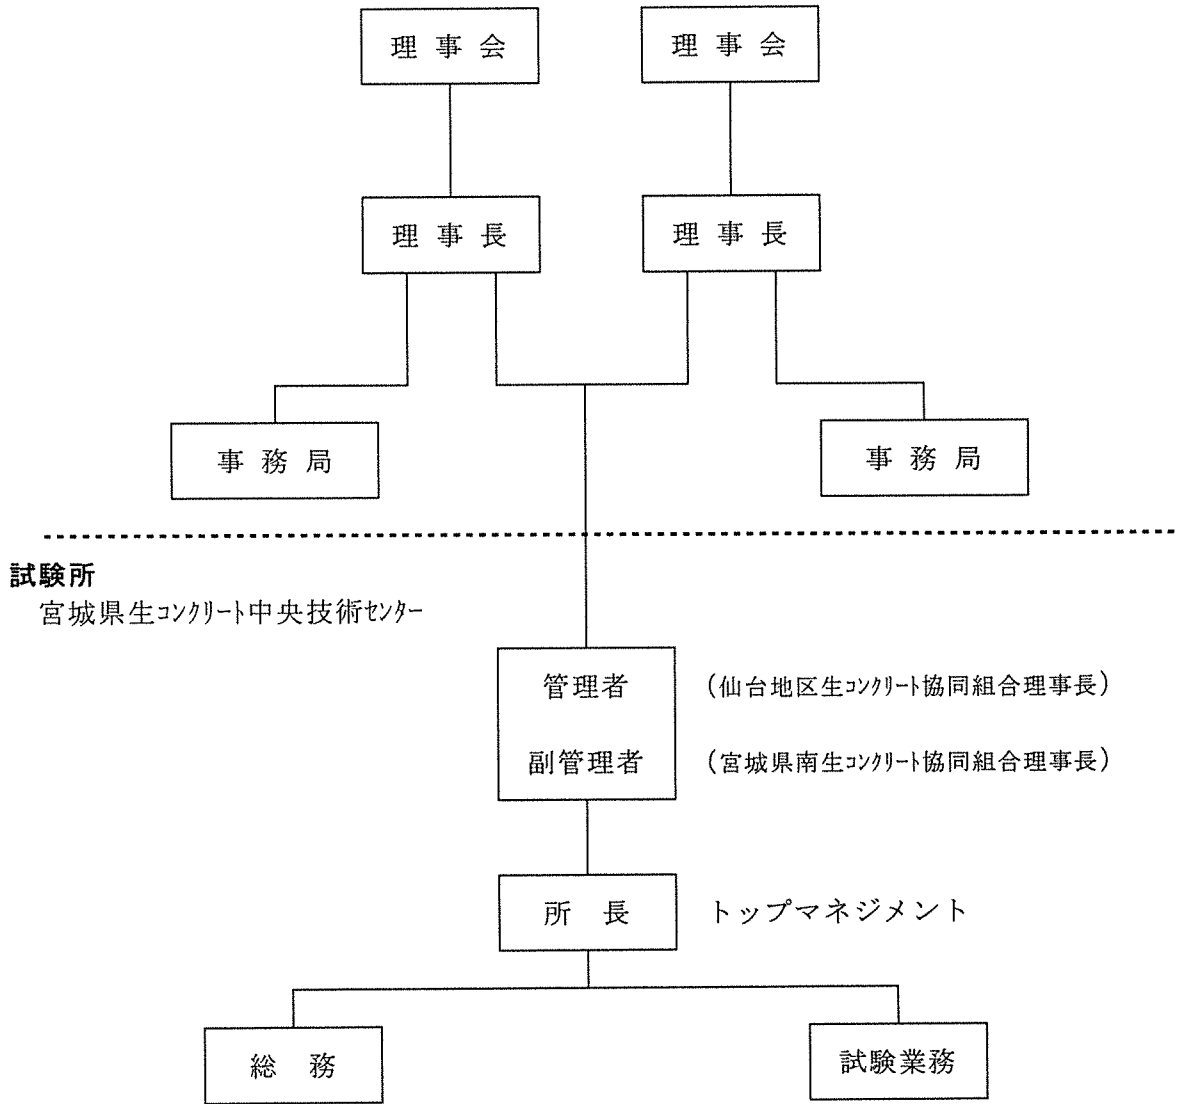 理事会
理事会
理事長
理事長
事務局
事務局
試験所
宮城県生ｺﾝｸﾘｰﾄ中央技術ｾﾝﾀｰ
管理者 (仙台地区生ｺﾝｸﾘｰﾄ協同組合理事長)
副管理者 (宮城県南生ｺﾝｸﾘｰﾄ協同組合理事長)
所長 トップマネジメント
総務
試験業務